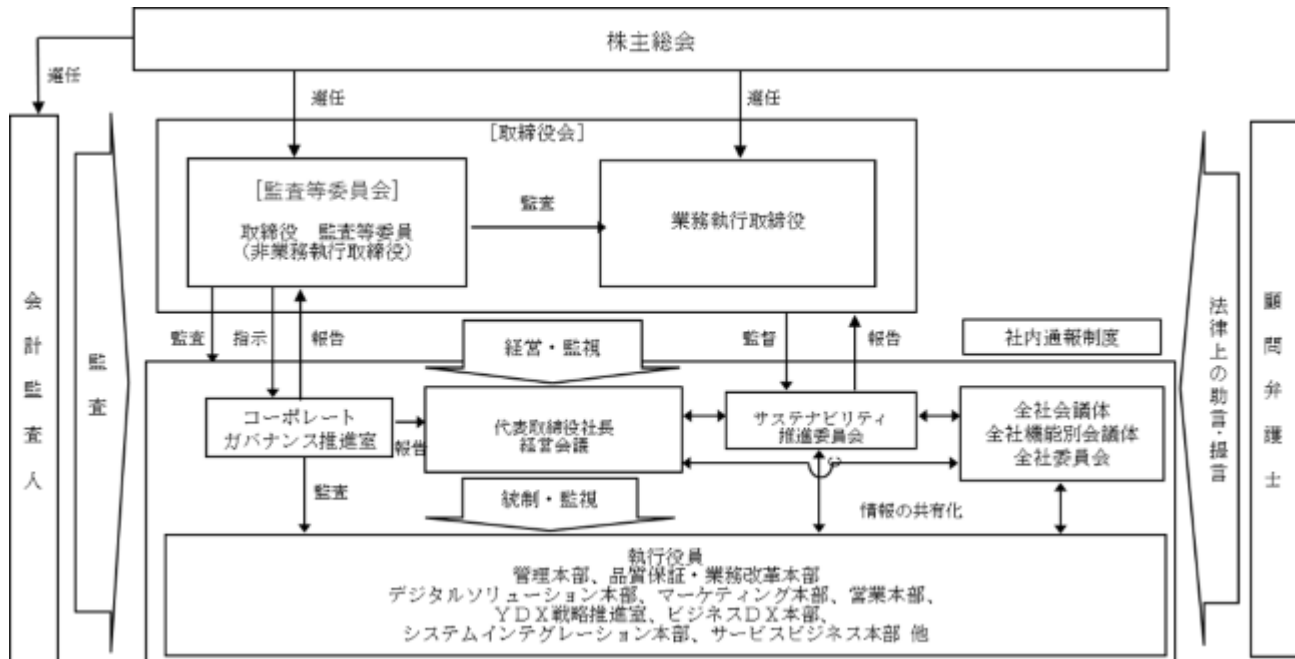 株主総会
選任
選任
選任
[取締役会]
[監査等委員会]
取締役 監査等委員
(非業務執行取締役)
監査
業務執行取締役
会計監査人
監査
法律上の助言・提言
顧問弁護士
監査
指示
報告
経営・監視
監督
報告
社内通報制度
コーポレート
ガバナンス推進室
報告
代表取締役社長
経営会議
サステナビリティ
推進委員会
全社会議体
全社機能別会議体
全社委員会
監査
統制・監視
情報の共有化
執行役員
管理本部、品質保証・業務改革本部
デジタルソリューション本部、マーケティング本部、営業本部、
YDX戦略推進室、ビジネスDX本部、
システムインテグレーション本部、サービスビジネス本部 他